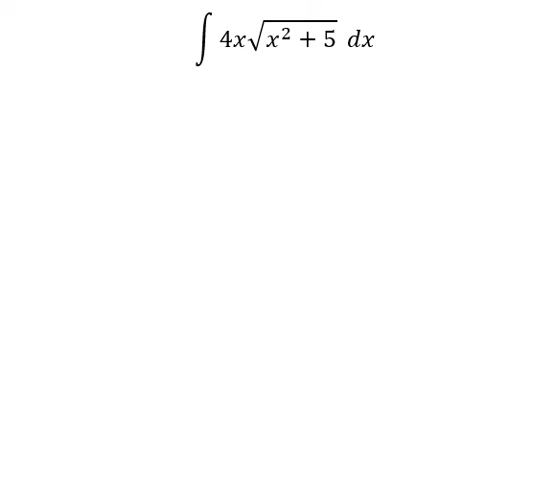 ∫ 4x√(x² + 5) dx